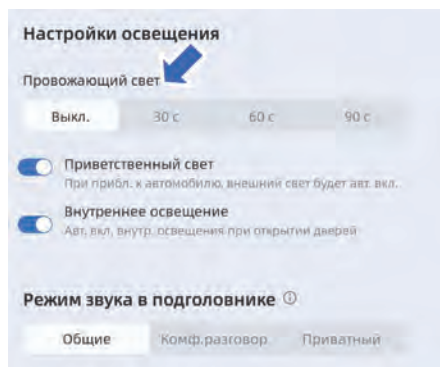 Настройки освещения
Провожающий свет
Выкл. 30 с 60 с 90 с
Приветственный свет
При прибл. к автомобилю, внешний свет будет авт. вкл.
Внутреннее освещение
Авт. вкл. внутр. освещения при открытии дверей
Режим звука в подголовнике
Общие Комф.разговор Приватный